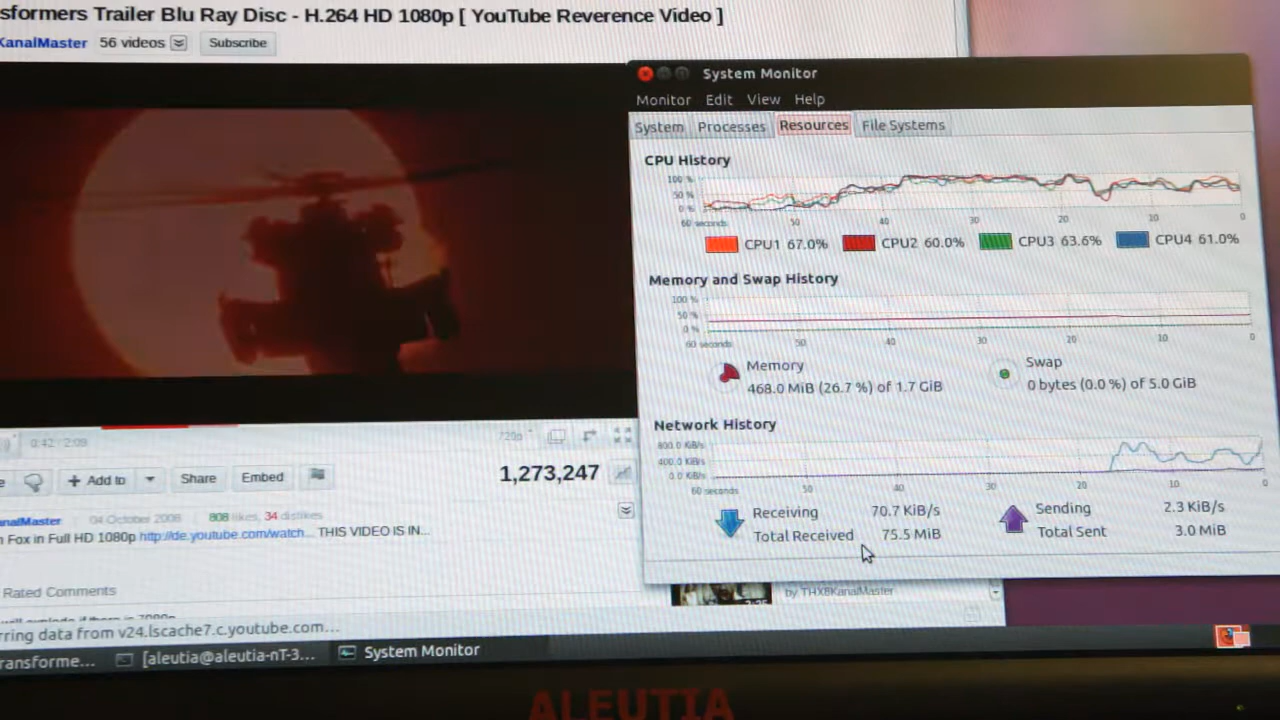 sformers Trailer Blu Ray Disc - H.264 HD 1080p [ YouTube Reverence Video ]
KanalMaster 56 videos Subscribe
System Monitor
Monitor Edit View Help
System Processes Resources File Systems
CPU History
100 %
50 %
0 %
60 seconds 50 40 30 20 10 0
CPU1 67.0% CPU2 60.0% CPU3 63.6% CPU4 61.0%
Memory and Swap History
100 %
50 %
0 %
60 seconds 50 40 30 20 10 0
Memory
468.0 MiB (26.7 %) of 1.7 GiB
Swap
0 bytes (0.0 %) of 5.0 GiB
Network History
800.0 KiB/s
400.0 KiB/s
0.0 KiB/s
60 seconds 50 40 30 20 10 0
Receiving 70.7 KiB/s
Total Received 75.5 MiB
Sending 2.3 KiB/s
Total Sent 3.0 MiB
0:42 / 2:09 720p
e + Add to Share Embed 1,273,247
nalMaster 04 October 2008 808 likes, 34 dislikes
n Fox in Full HD 1080p http://de.youtube.com/watch... THIS VIDEO IS IN...
Rated Comments
by THXBKanalMaster
rring data from v24.lscache7.c.youtube.com...
ransforme... [aleutia@aleutia-nT-3... System Monitor
ALEUTIA